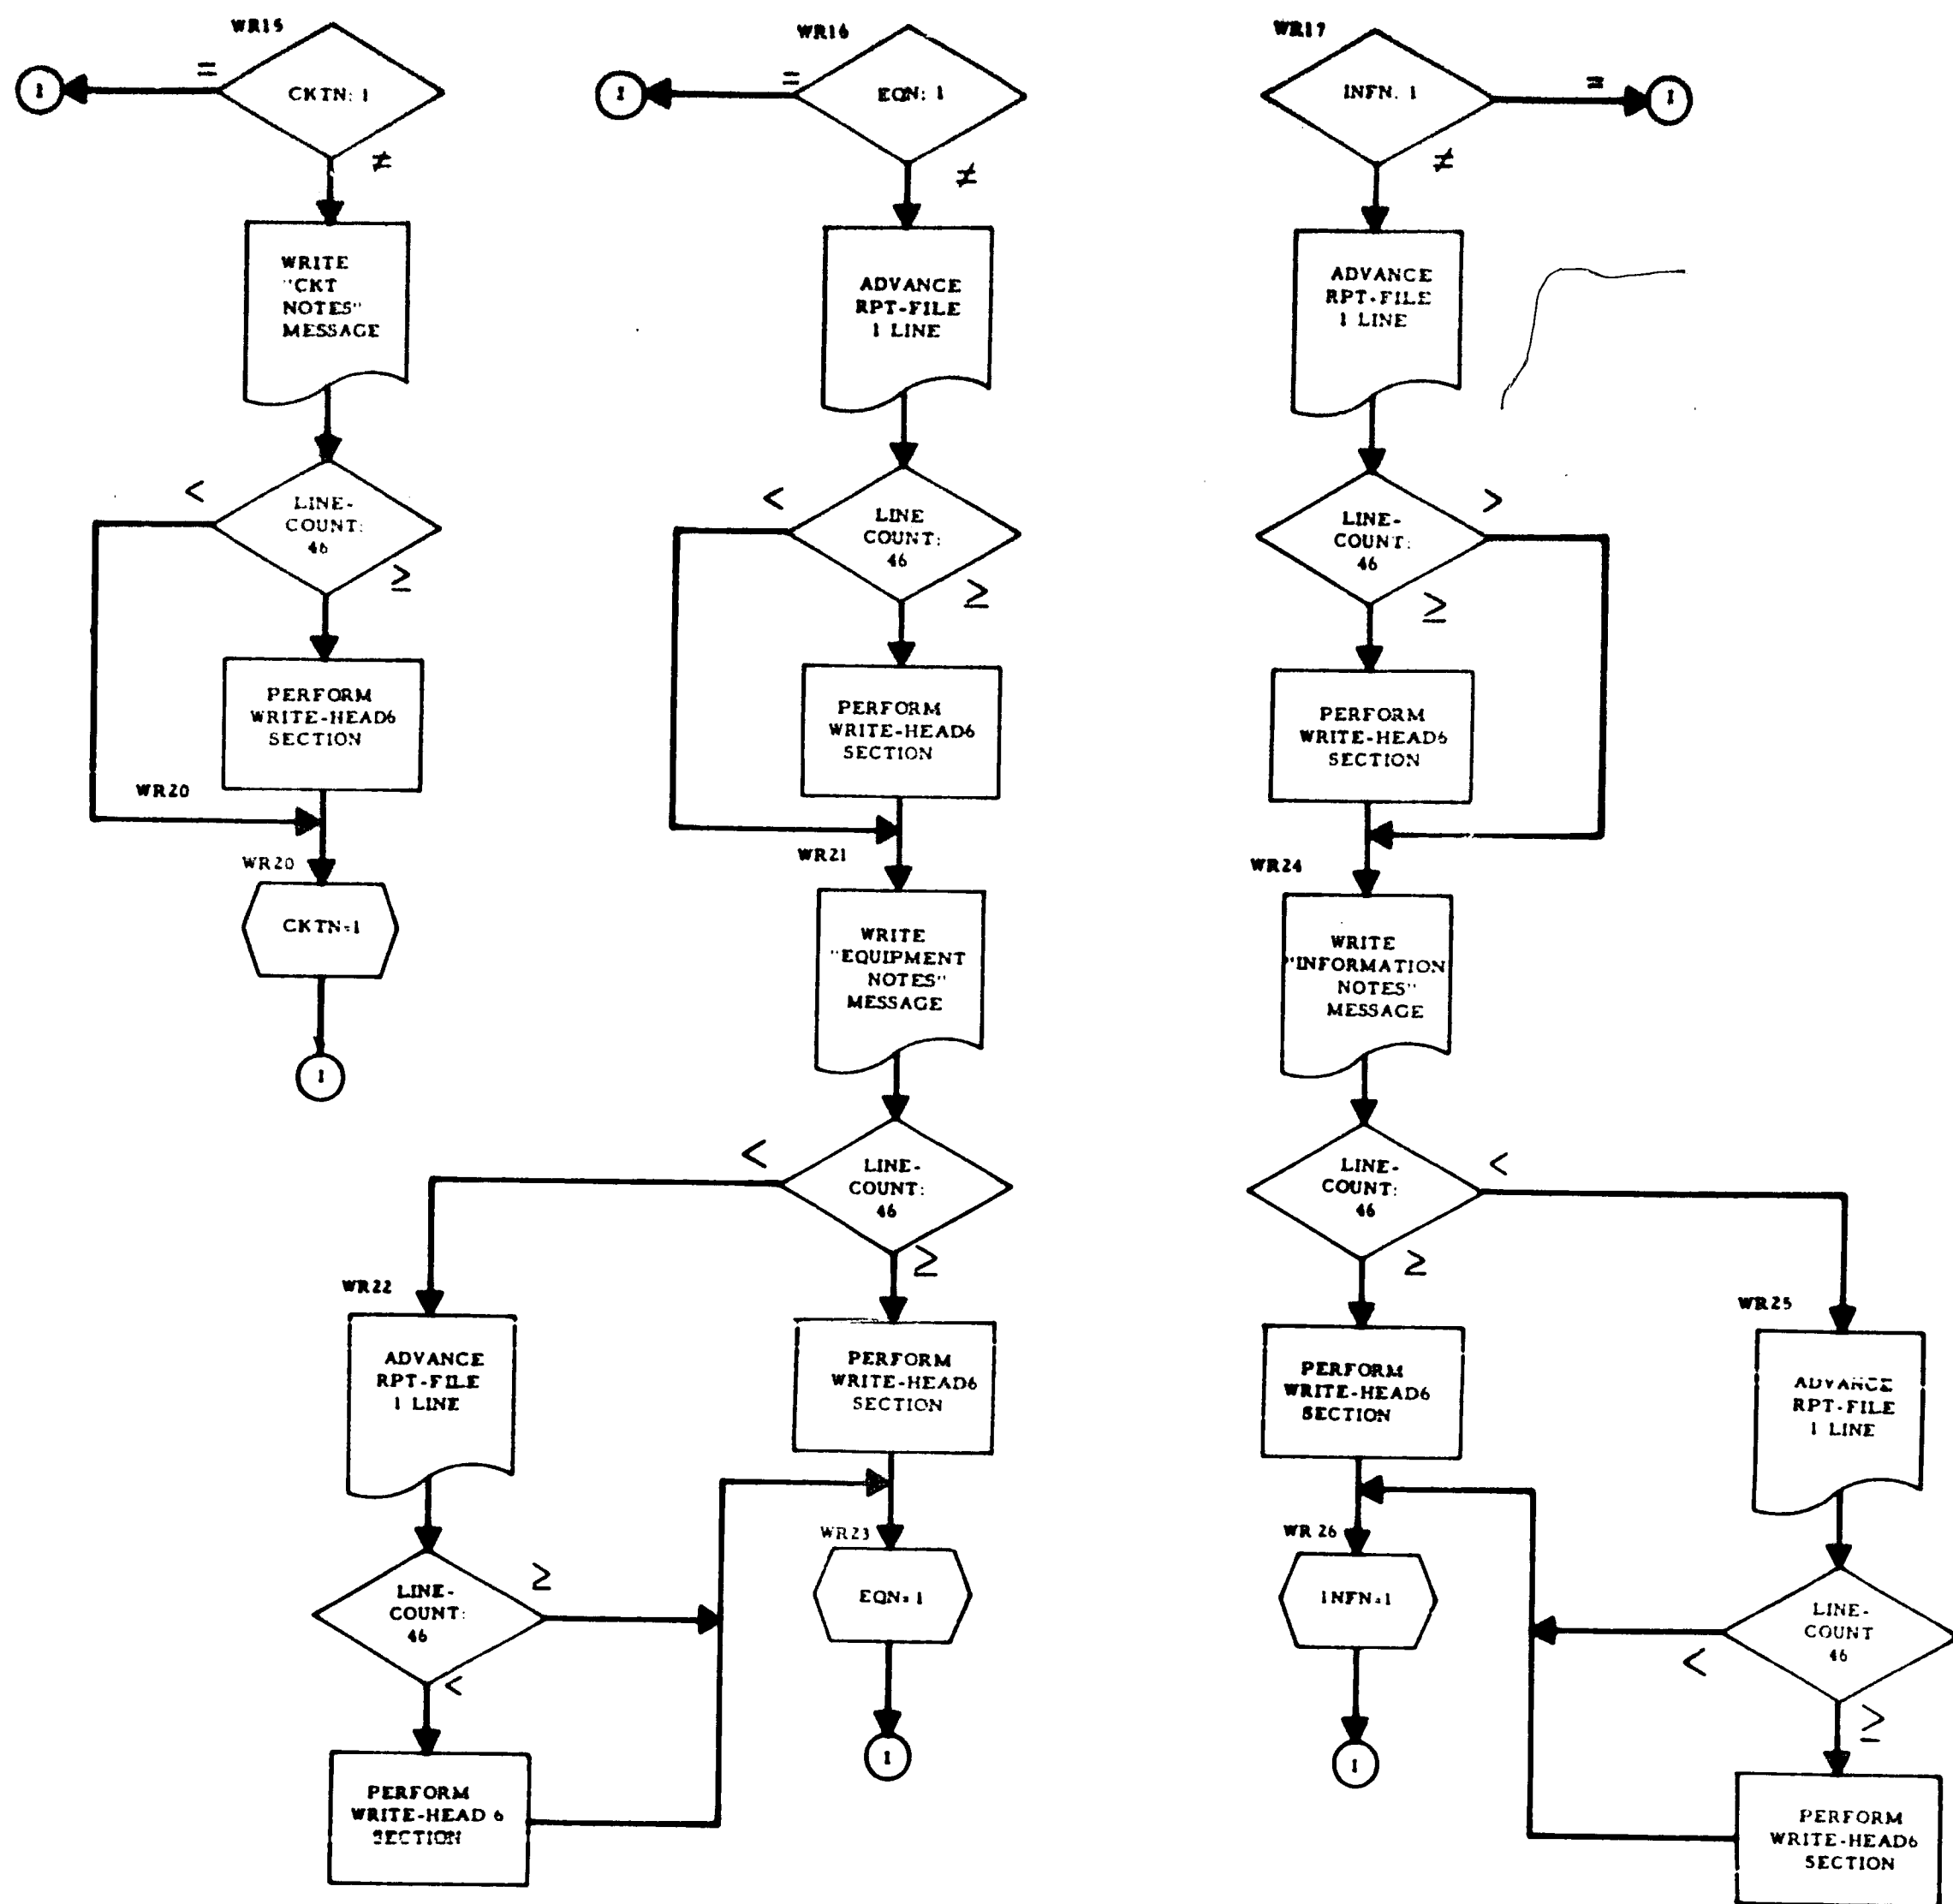 WR15
=
CKTN: 1
1
≠
WRITE
"CKT
NOTES"
MESSAGE
<
LINE-
COUNT:
46
≥
PERFORM
WRITE-HEAD6
SECTION
WR20
WR20
CKTN=1
1
WR16
=
EQN: 1
1
≠
ADVANCE
RPT-FILE
1 LINE
<
LINE
COUNT:
46
≥
PERFORM
WRITE-HEAD6
SECTION
WR21
WRITE
"EQUIPMENT
NOTES"
MESSAGE
<
LINE-
COUNT:
46
≥
WR22
ADVANCE
RPT-FILE
1 LINE
PERFORM
WRITE-HEAD6
SECTION
LINE-
COUNT:
46
≥
<
WR23
EQN=1
1
PERFORM
WRITE-HEAD 6
SECTION
WR17
INFN: 1
=
1
≠
ADVANCE
RPT-FILE
1 LINE
LINE-
COUNT:
46
>
≥
PERFORM
WRITE-HEAD6
SECTION
WR24
WRITE
"INFORMATION
NOTES"
MESSAGE
LINE-
COUNT:
46
<
≥
WR25
PERFORM
WRITE-HEAD6
SECTION
ADVANCE
RPT-FILE
1 LINE
WR 26
INFN=1
1
LINE-
COUNT
46
<
≥
PERFORM
WRITE-HEAD6
SECTION